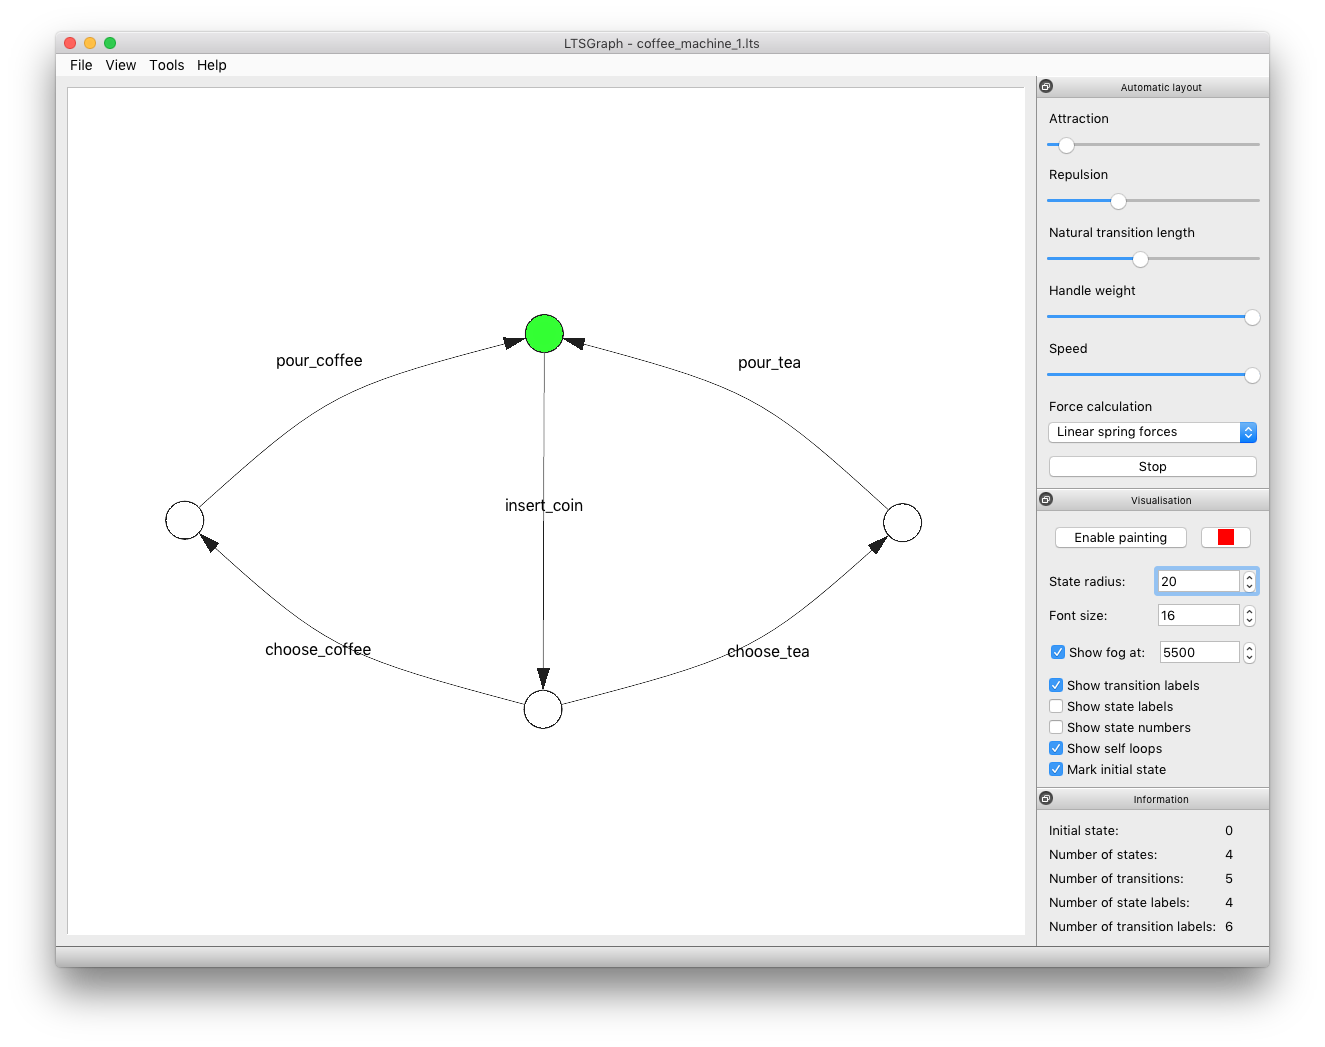 LTSGraph - coffee_machine_1.lts
File View Tools Help
pour_coffee
pour_tea
insert_coin
choose_coffee
choose_tea
Automatic layout
Attraction
Repulsion
Natural transition length
Handle weight
Speed
Force calculation
Linear spring forces
Stop
Visualisation
Enable painting
State radius: 20
Font size: 16
Show fog at: 5500
Show transition labels
Show state labels
Show state numbers
Show self loops
Mark initial state
Information
Initial state: 0
Number of states: 4
Number of transitions: 5
Number of state labels: 4
Number of transition labels: 6